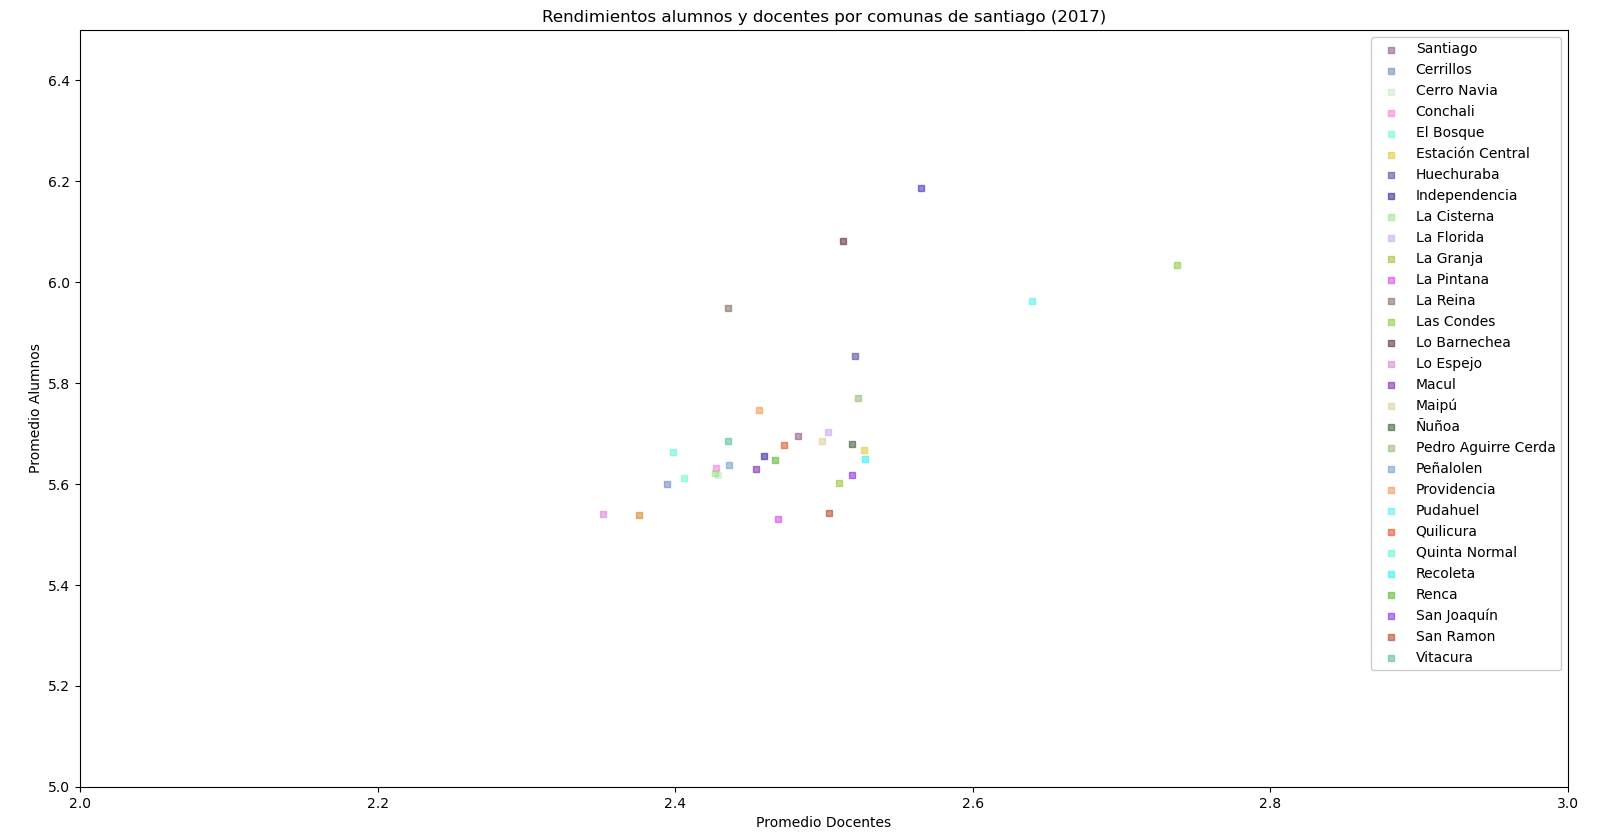 Rendimientos alumnos y docentes por comunas de santiago (2017)
6.4
6.2
6.0
5.8
5.6
5.4
5.2
5.0
Promedio Alumnos
2.0
2.2
2.4
2.6
2.8
3.0
Promedio Docentes
Santiago
Cerrillos
Cerro Navia
Conchali
El Bosque
Estación Central
Huechuraba
Independencia
La Cisterna
La Florida
La Granja
La Pintana
La Reina
Las Condes
Lo Barnechea
Lo Espejo
Macul
Maipú
Ñuñoa
Pedro Aguirre Cerda
Peñalolen
Providencia
Pudahuel
Quilicura
Quinta Normal
Recoleta
Renca
San Joaquín
San Ramon
Vitacura